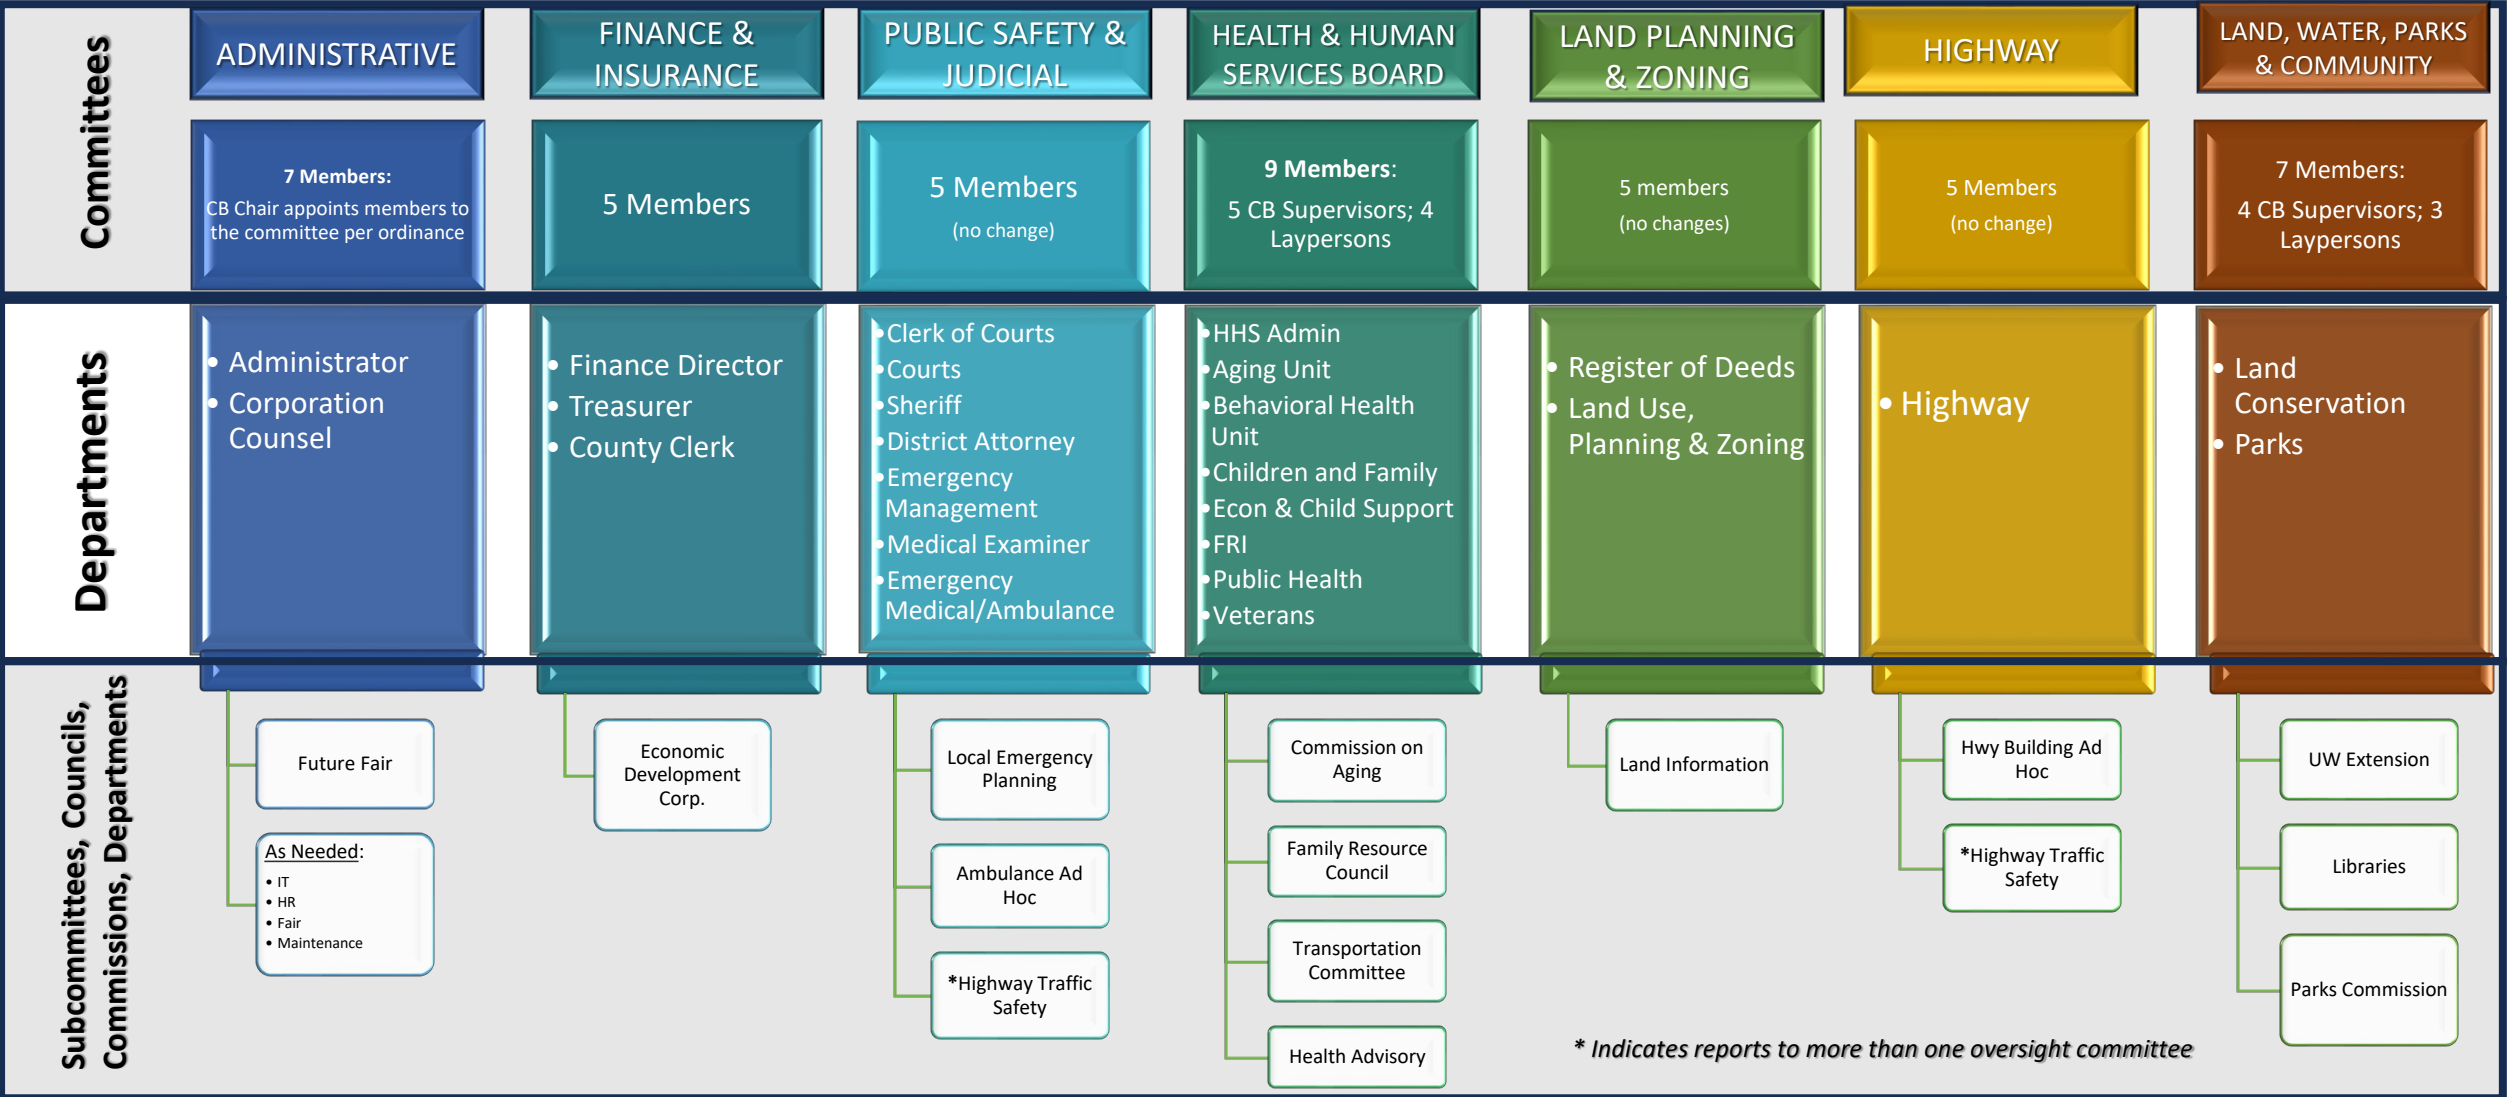 Committees
ADMINISTRATIVE
FINANCE &
INSURANCE
PUBLIC SAFETY &
JUDICIAL
HEALTH & HUMAN
SERVICES BOARD
LAND PLANNING
& ZONING
HIGHWAY
LAND, WATER, PARKS
& COMMUNITY
7 Members:
CB Chair appoints members to
the committee per ordinance
5 Members
5 Members
(no change)
9 Members:
5 CB Supervisors; 4
Laypersons
5 members
(no changes)
5 Members
(no change)
7 Members:
4 CB Supervisors; 3
Laypersons
Departments
• Administrator
• Corporation
Counsel
• Finance Director
• Treasurer
• County Clerk
•Clerk of Courts
•Courts
•Sheriff
•District Attorney
•Emergency
Management
•Medical Examiner
•Emergency
Medical/Ambulance
•HHS Admin
•Aging Unit
•Behavioral Health
Unit
•Children and Family
•Econ & Child Support
•FRI
•Public Health
•Veterans
• Register of Deeds
• Land Use,
Planning & Zoning
• Highway
• Land
Conservation
• Parks
Subcommittees, Councils,
Commissions, Departments
Future Fair
As Needed:
• IT
• HR
• Fair
• Maintenance
Economic
Development
Corp.
Local Emergency
Planning
Ambulance Ad
Hoc
*Highway Traffic
Safety
Commission on
Aging
Family Resource
Council
Transportation
Committee
Health Advisory
Land Information
Hwy Building Ad
Hoc
*Highway Traffic
Safety
UW Extension
Libraries
Parks Commission
* Indicates reports to more than one oversight committee